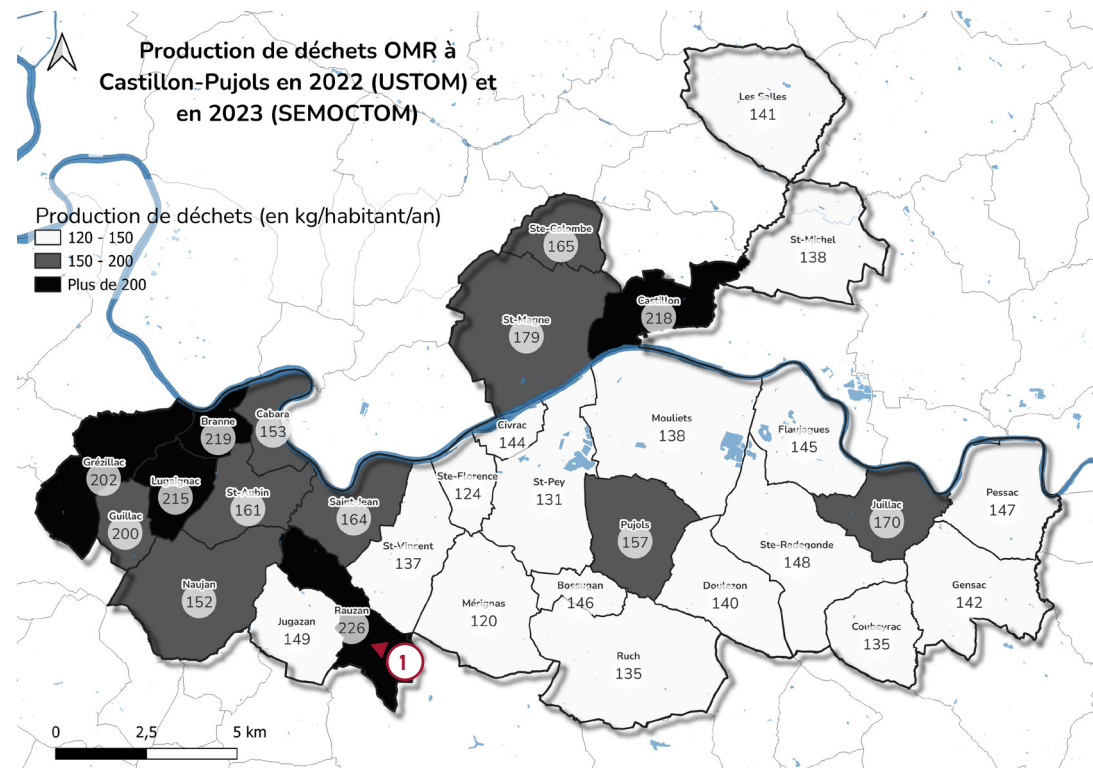 Production de déchets OMR à
Castillon-Pujols en 2022 (USTOM) et
en 2023 (SEMOCTOM)
Production de déchets (en kg/habitant/an)
120 - 150
150 - 200
Plus de 200
Les Salles
141
St-Michel
138
Ste-Colombe
165
Castillon
218
St-Magne
179
Cabara
153
Branne
219
Civrac
144
Mouliets
138
Flaujagues
145
Grézillac
202
Lugaignac
215
St-Aubin
161
Saint-Jean
164
Ste-Florence
124
St-Pey
131
Juillac
170
Pessac
147
Guillac
200
Pujols
157
St-Vincent
137
Ste-Radegonde
148
Naujan
152
Bossugan
146
Doulezon
140
Gensac
142
Mérignas
120
Rauzan
226
Jugazan
149
Coubeyrac
135
Ruch
135
1
0
2,5
5 km